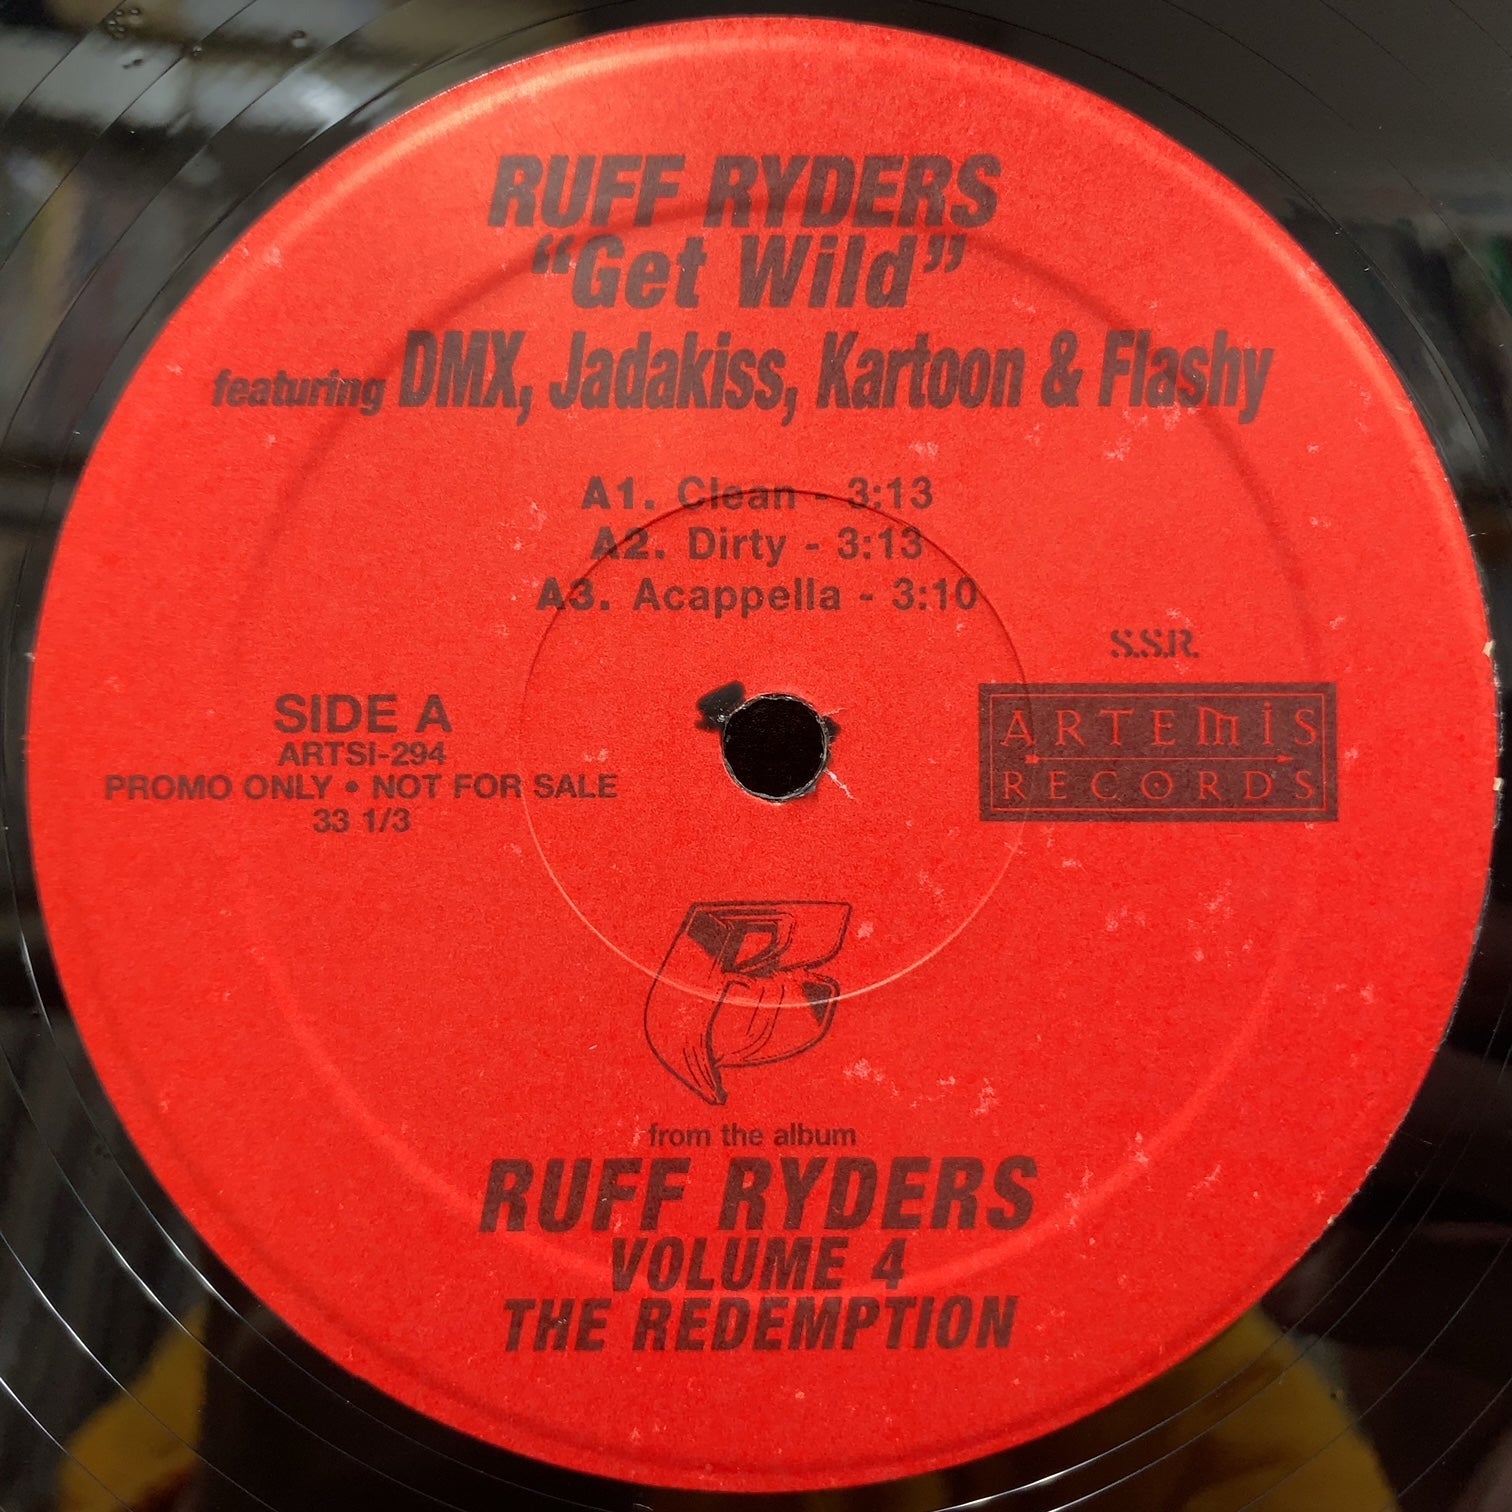 RUFF RYDERS
“Get Wild”
featuring DMX, Jadakiss, Kartoon & Flashy
A1. Clean - 3:13
A2. Dirty - 3:13
A3. Acappella - 3:10
SIDE A
ARTSI-294
PROMO ONLY • NOT FOR SALE
33 1/3
S.S.R.
ARTEMiS
RECORDS
R
from the album
RUFF RYDERS
VOLUME 4
THE REDEMPTION